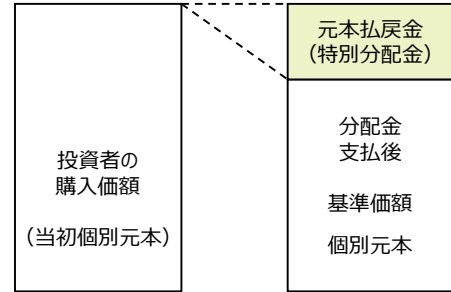 投資者の
購入価額
（当初個別元本）
元本払戻金
（特別分配金）
分配金
支払後
基準価額
個別元本